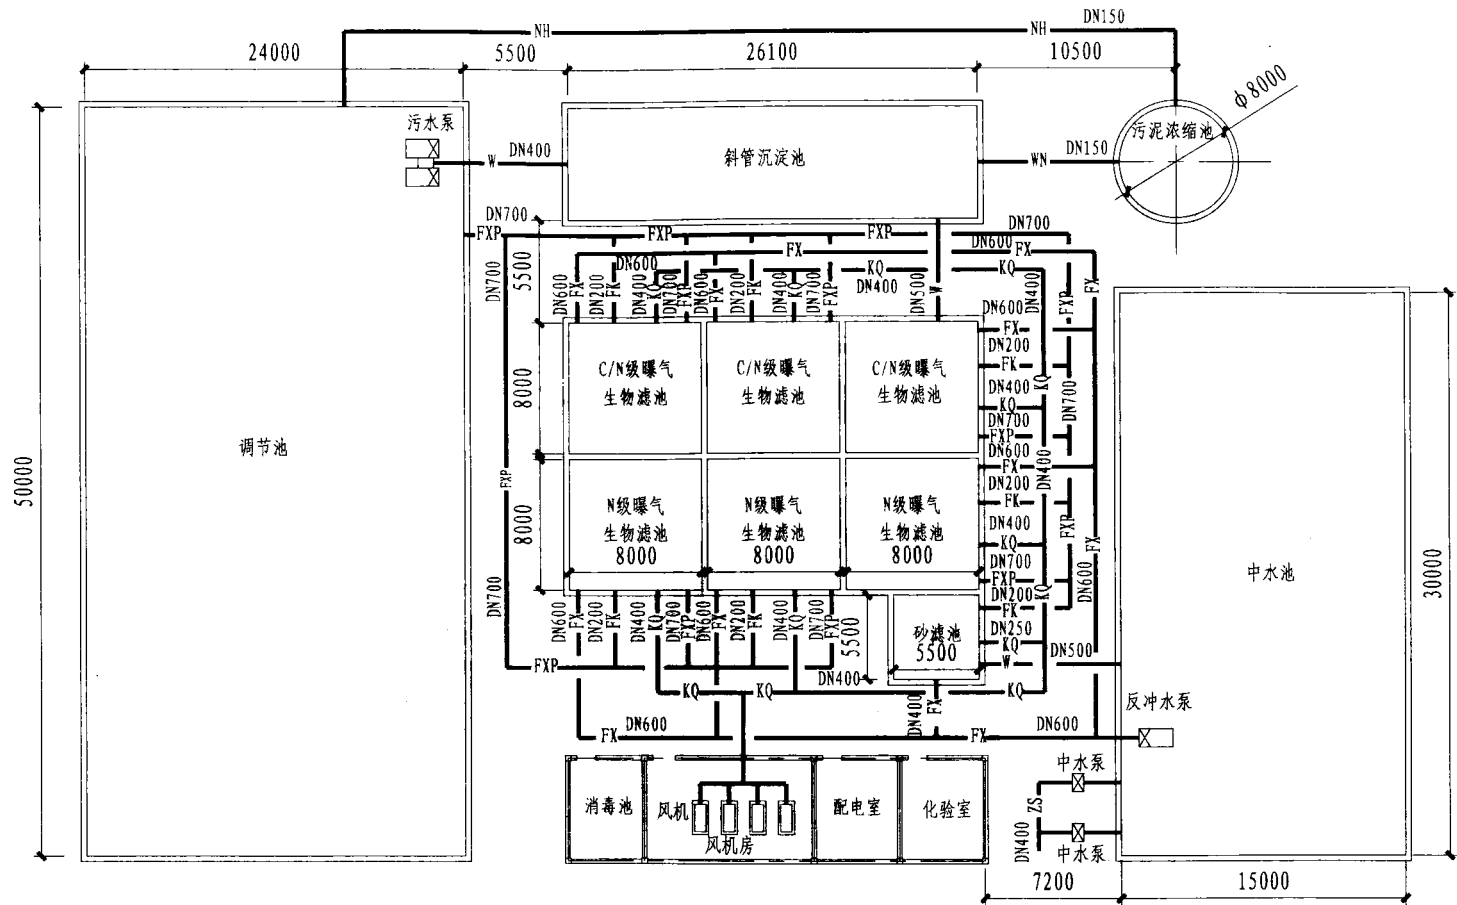 NH
NH
DN150
24000
5500
26100
10500
φ8000
污水泵
W
DN400
斜管沉淀池
WN
DN150
污泥浓缩池
DN700
FXP
FXP
FXP
DN700
DN600
FX
DN600
FX
KQ
DN400
KQ
DN700
5500
DN600
FX
DN200
FK
DN400
KQ
DN700
FXP
DN600
FX
DN200
FK
DN400
KQ
DN700
FXP
DN500
W
DN400
FXP
FX
DN600
FX
DN200
FK
DN400
KQ
DN700
FXP
DN600
FX
DN200
FK
DN400
KQ
DN700
FXP
DN200
FK
DN250
KQ
W
DN500
KQ
DN700
DN400
FXP
FX
DN600
KQ
C/N级曝气
生物滤池
C/N级曝气
生物滤池
C/N级曝气
生物滤池
8000
N级曝气
生物滤池
8000
N级曝气
生物滤池
8000
N级曝气
生物滤池
8000
8000
调节池
50000
FXP
DN700
中水池
30000
DN600
FX
DN200
FK
DN400
KQ
DN700
FXP
DN600
FX
DN200
FK
DN400
KQ
DN700
FXP
5500
砂滤池
5500
FXP
DN400
KQ
KQ
KQ
DN400
FX
反冲水泵
FX
DN600
FX
DN600
消毒池
风机
风机房
配电室
化验室
中水泵
ZS
DN400
中水泵
7200
15000